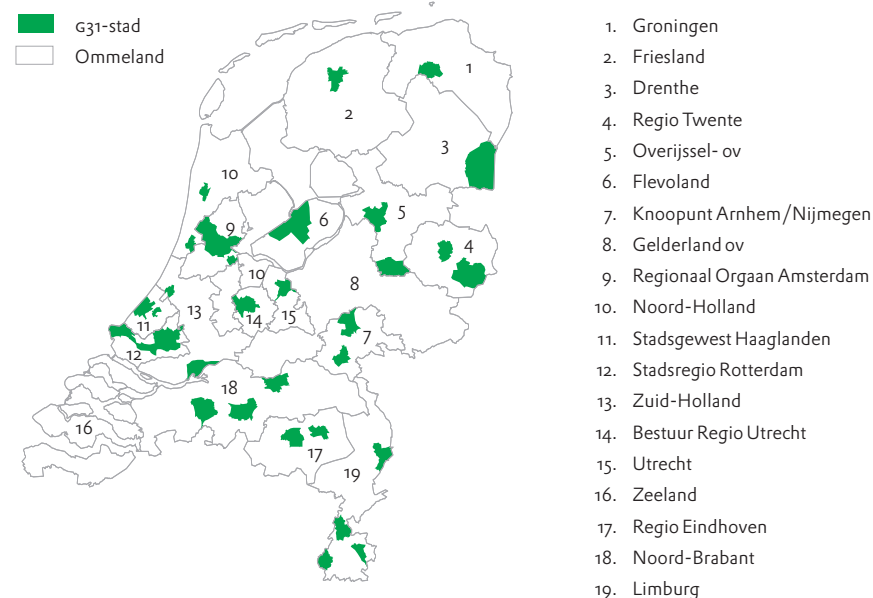 G31-stad
Ommeland
1. Groningen
2. Friesland
3. Drenthe
4. Regio Twente
5. Overijssel- ov
6. Flevoland
7. Knoopunt Arnhem/Nijmegen
8. Gelderland ov
9. Regionaal Orgaan Amsterdam
10. Noord-Holland
11. Stadsgewest Haaglanden
12. Stadsregio Rotterdam
13. Zuid-Holland
14. Bestuur Regio Utrecht
15. Utrecht
16. Zeeland
17. Regio Eindhoven
18. Noord-Brabant
19. Limburg
1
2
3
10
5
6
9
4
10
8
13
11
14
15
7
12
18
16
17
19